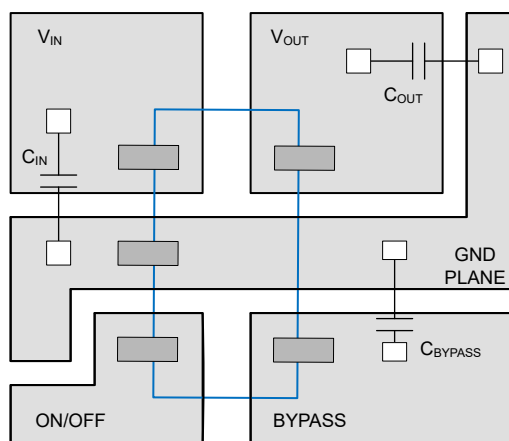 VIN
VOUT
COUT
CIN
GND
PLANE
CBYPASS
ON/OFF
BYPASS